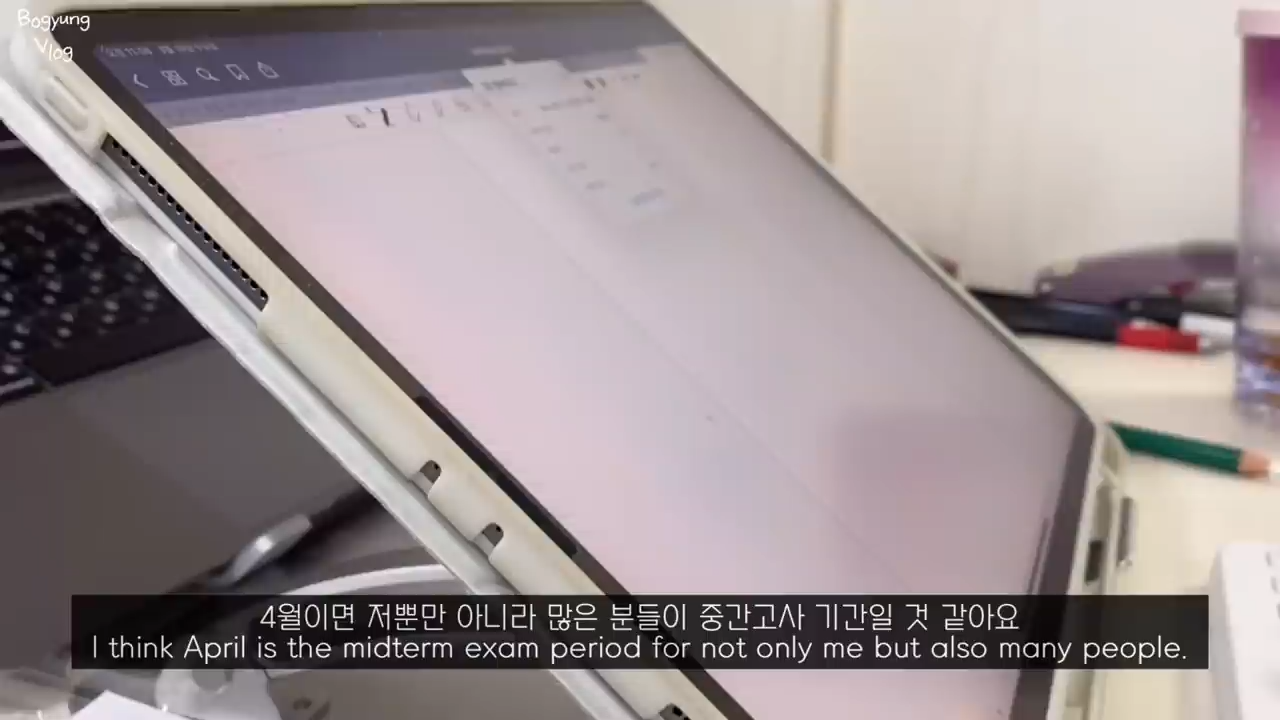 Bogyung
Vlog
4월이면 저뿐만 아니라 많은 분들이 중간고사 기간일 것 같아요
I think April is the midterm exam period for not only me but also many people.